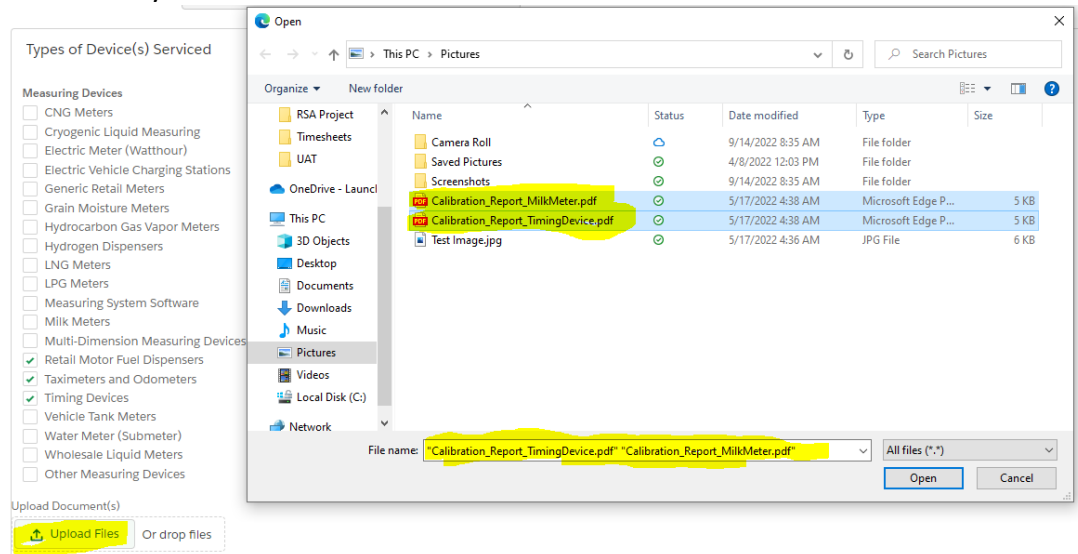 Types of Device(s) Serviced
Measuring Devices
CNG Meters
Cryogenic Liquid Measuring
Electric Meter (Watthour)
Electric Vehicle Charging Stations
Generic Retail Meters
Grain Moisture Meters
Hydrocarbon Gas Vapor Meters
Hydrogen Dispensers
LNG Meters
LPG Meters
Measuring System Software
Milk Meters
Multi-Dimension Measuring Devices
Retail Motor Fuel Dispensers
Taximeters and Odometers
Timing Devices
Vehicle Tank Meters
Water Meter (Submeter)
Wholesale Liquid Meters
Other Measuring Devices
Upload Document(s)
Upload Files Or drop files
Open
This PC > Pictures
Search Pictures
Organize New folder
RSA Project
Timesheets
UAT
OneDrive - Launcl
This PC
3D Objects
Desktop
Documents
Downloads
Music
Pictures
Videos
Local Disk (C:)
Network
Name Status Date modified Type Size
Camera Roll 9/14/2022 8:35 AM File folder
Saved Pictures 4/8/2022 12:03 PM File folder
Screenshots 9/14/2022 8:35 AM File folder
PDF Calibration_Report_MilkMeter.pdf 5/17/2022 4:38 AM Microsoft Edge P... 5 KB
PDF Calibration_Report_TimingDevice.pdf 5/17/2022 4:38 AM Microsoft Edge P... 5 KB
Test Image.jpg 5/17/2022 4:36 AM JPG File 6 KB
File name: "Calibration_Report_TimingDevice.pdf" "Calibration_Report_MilkMeter.pdf" All files (*.*)
Open Cancel